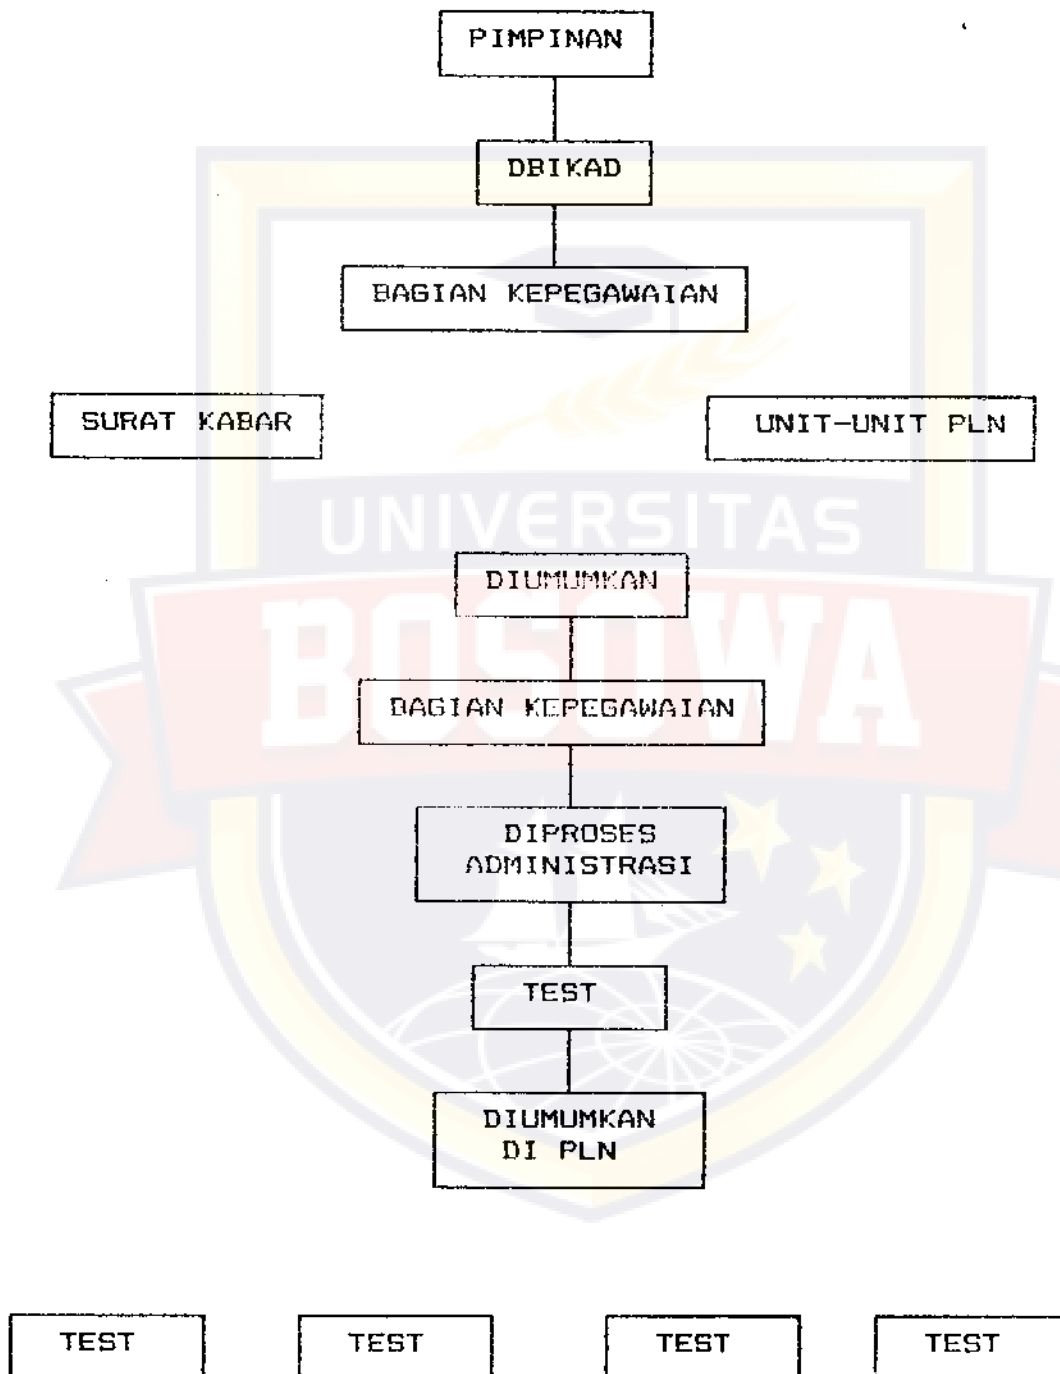 PIMPINAN
DBIKAD
BAGIAN KEPEGAWAIAN
SURAT KABAR
UNIT-UNIT PLN
UNIVERSITAS
DIUMUMKAN
BOSOWA
BAGIAN KEPEGAWAIAN
DIPROSES
ADMINISTRASI
TEST
DIUMUMKAN
DI PLN
TEST TEST TEST TEST